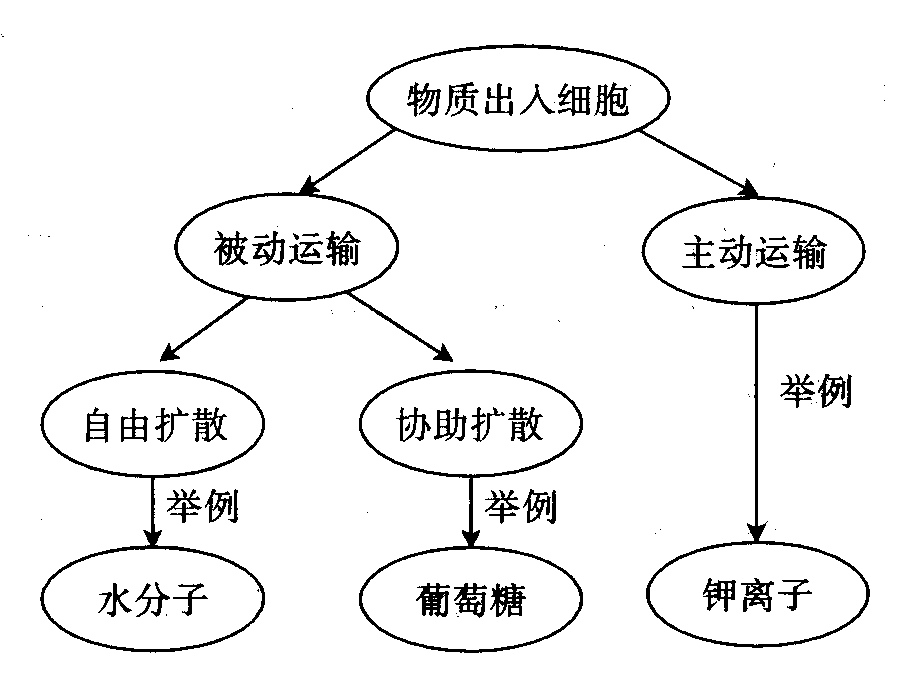 物质出入细胞
被动运输
主动运输
举例
自由扩散
协助扩散
举例
举例
水分子
葡萄糖
钾离子